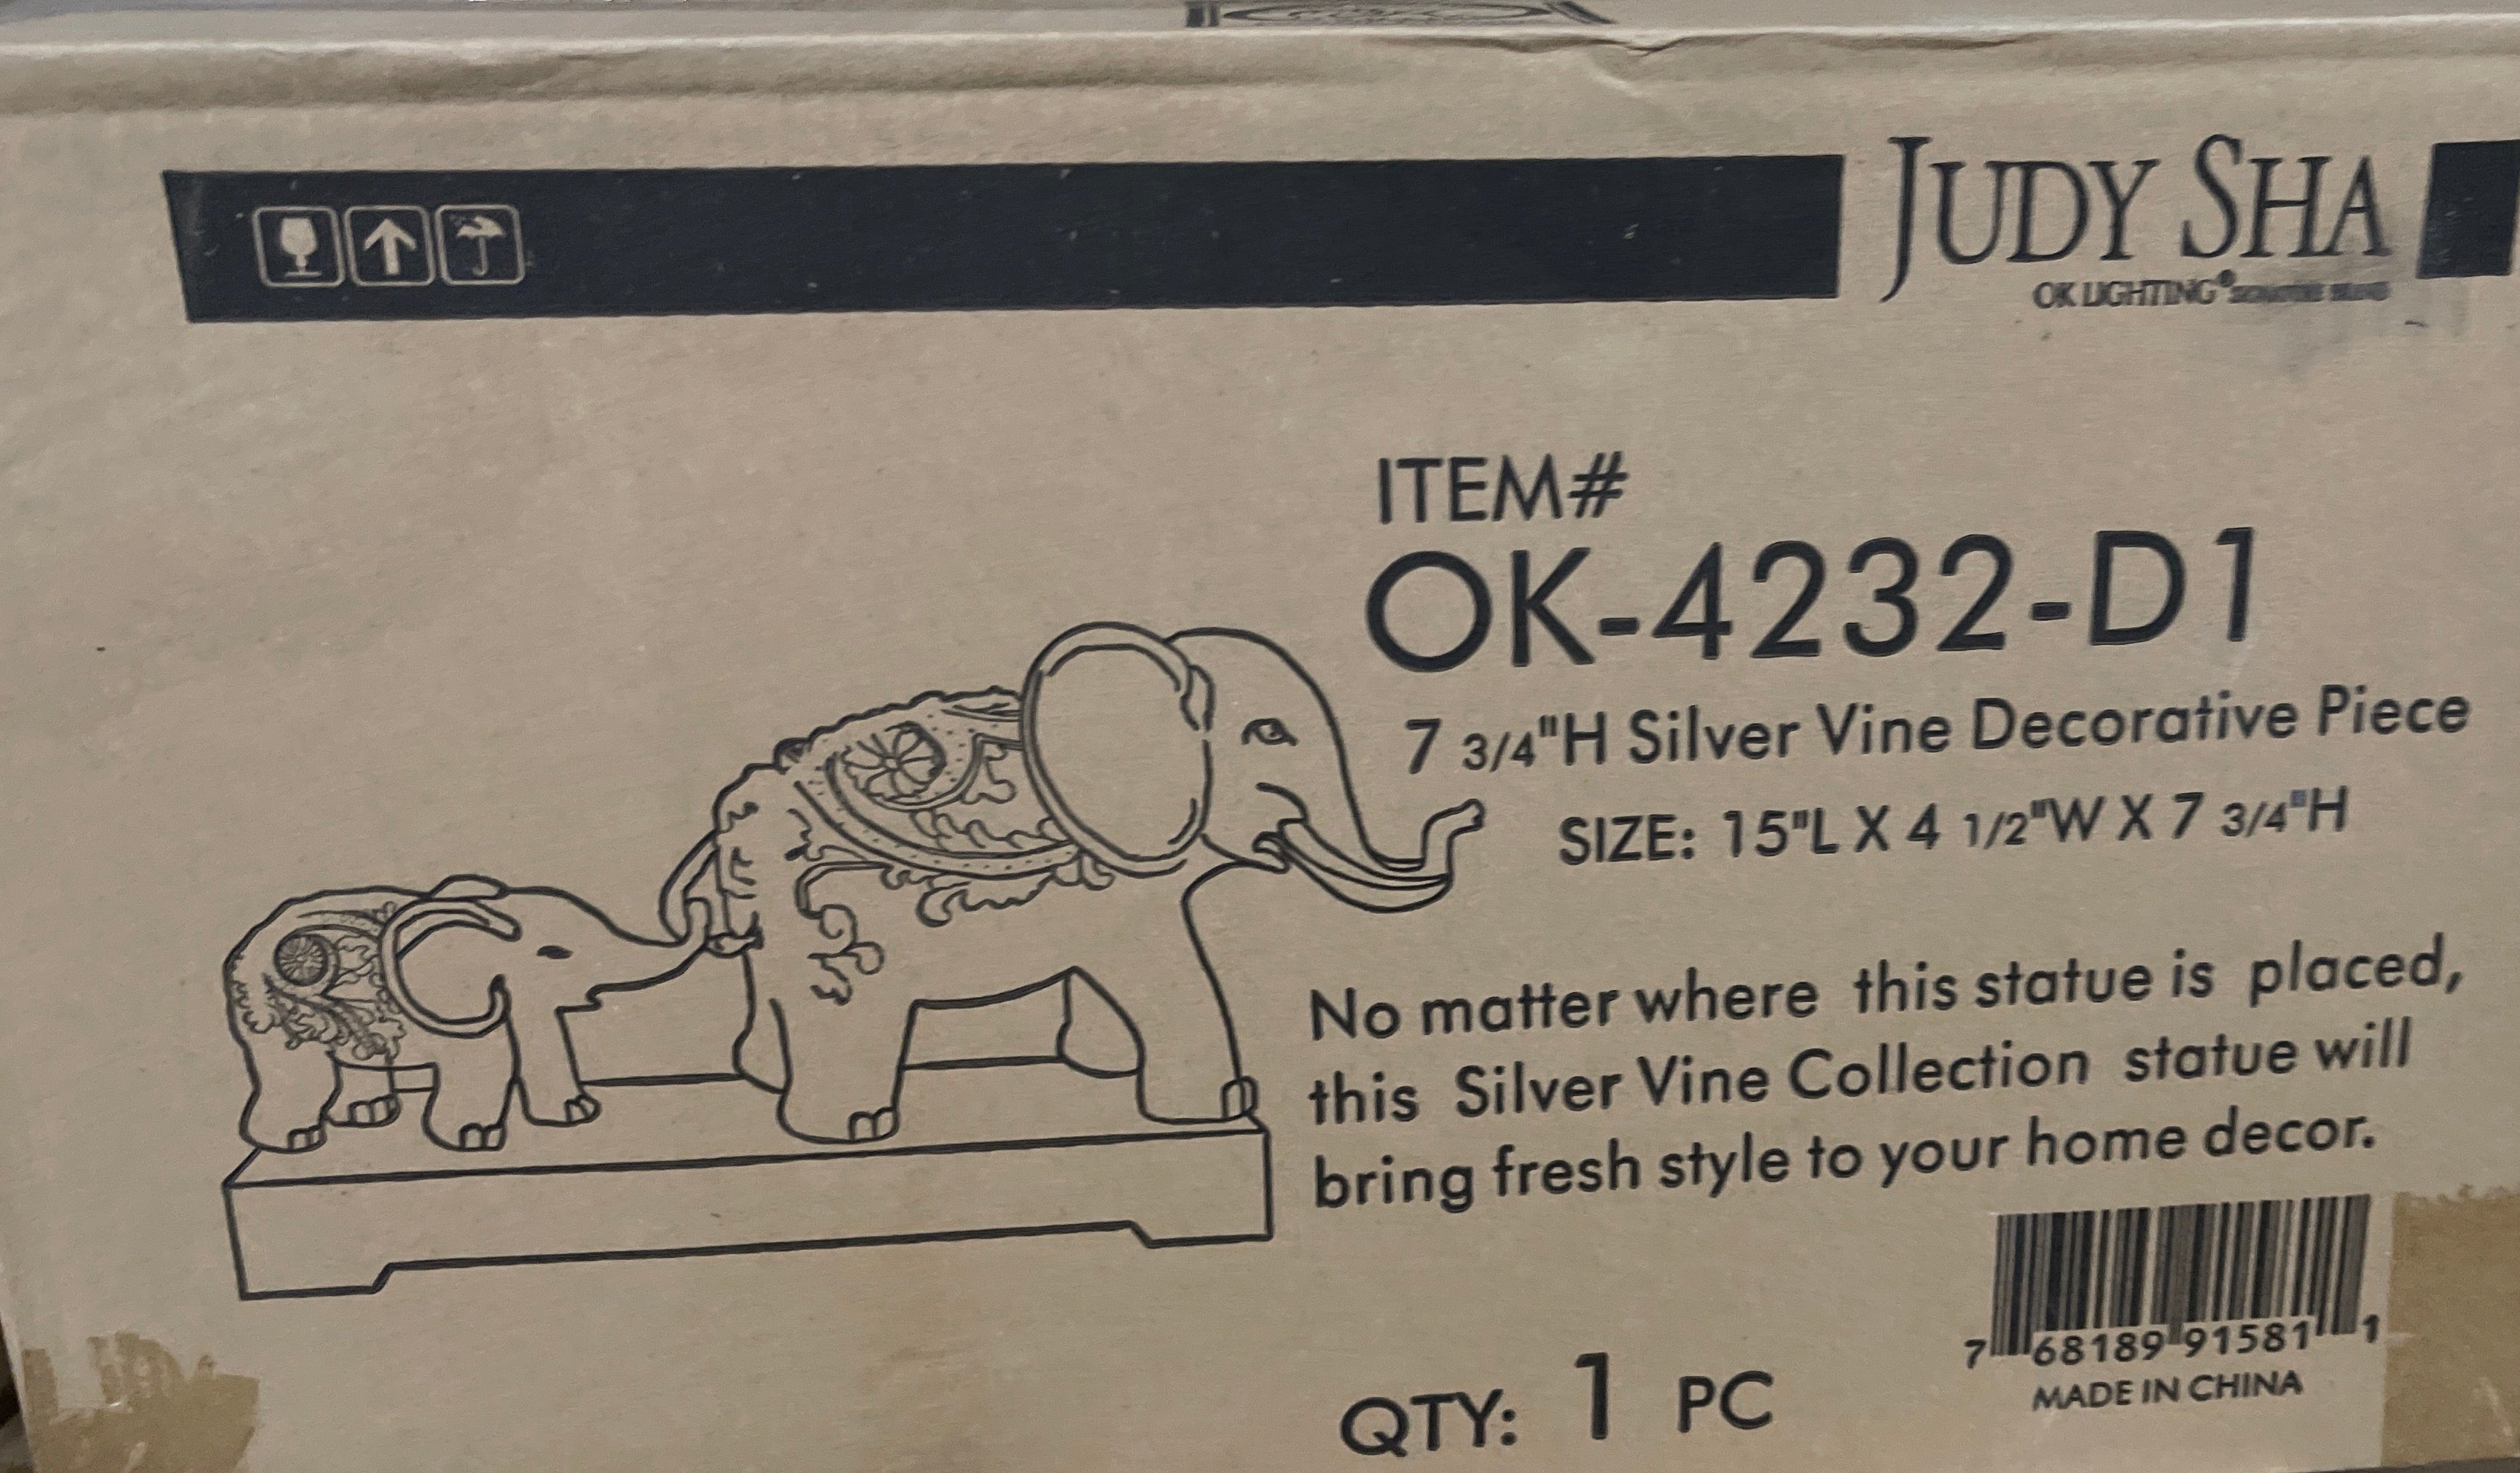 JUDY SHA
OK LIGHTING®
ITEM#
OK-4232-D1
7 3/4"H Silver Vine Decorative Piece
SIZE: 15"L X 4 1/2"W X 7 3/4"H
No matter where this statue is placed,
this Silver Vine Collection statue will
bring fresh style to your home decor.
7 68189 91581 1
MADE IN CHINA
QTY: 1 PC